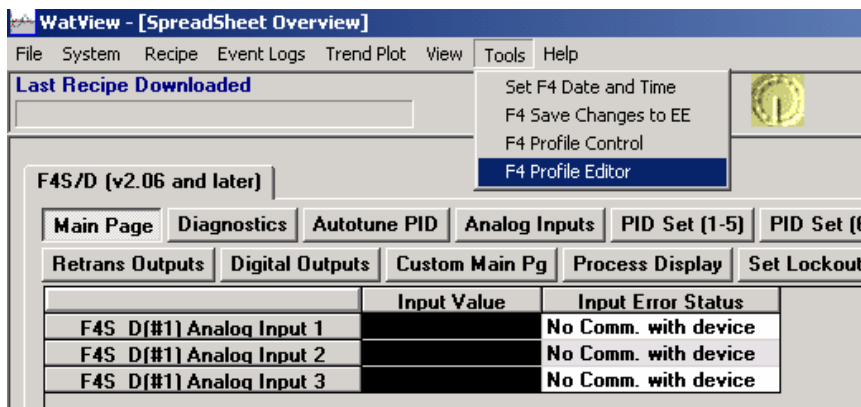 WatView - [SpreadSheet Overview]
File System Recipe Event Logs Trend Plot View Tools Help
Last Recipe Downloaded
Set F4 Date and Time
F4 Save Changes to EE
F4 Profile Control
F4 Profile Editor
F4S/D (v2.06 and later)
Main Page Diagnostics Autotune PID Analog Inputs PID Set (1-5) PID Set (
Retrans Outputs Digital Outputs Custom Main Pg Process Display Set Lockout
Input Value Input Error Status
F4S_D(#1) Analog Input 1 No Comm. with device
F4S_D(#1) Analog Input 2 No Comm. with device
F4S_D(#1) Analog Input 3 No Comm. with device